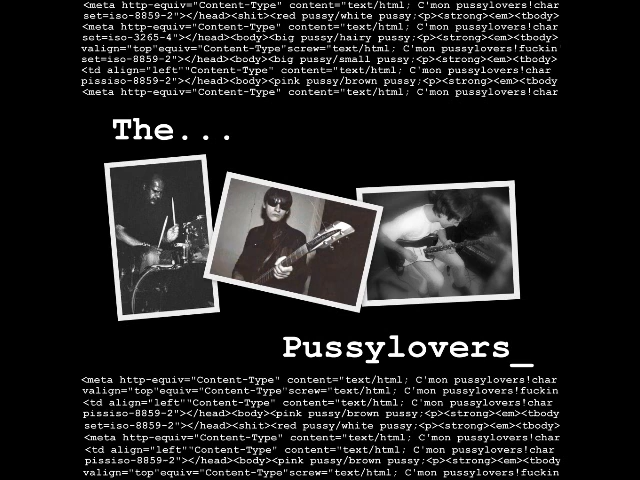 <meta http-equiv="Content-Type" content="text/html; C'mon pussylovers!char
set=iso-8859-2"></head><shit><red pussy/white pussy;<p><strong><em><tbody>
<meta http-equiv="Content-Type" content="text/html; C'mon pussylovers!char
set=iso-3265-4"></head><body><big pussy/hairy pussy;<p><strong><em><tbody>
valign="top"equiv="Content-Type"screw="text/html; C'mon pussylovers!fuckin'
set=iso-8859-2"></head><body><big pussy/small pussy;<p><strong><em><tbody>
<td align="left""Content-Type" content="text/html; C'mon pussylovers!char
pissiso-8859-2"></head><body><pink pussy/brown pussy;<p><strong><em><tbody>
<meta http-equiv="Content-Type" content="text/html; C'mon pussylovers!char
The...
Pussylovers_
<meta http-equiv="Content-Type" content="text/html; C'mon pussylovers!char
valign="top"equiv="Content-Type"screw="text/html; C'mon pussylovers!fuckin
<td align="left""Content-Type" content="text/html; C'mon pussylovers!char
pissiso-8859-2"></head><body><pink pussy/brown pussy;<p><strong><em><tbody
set=iso-8859-2"></head><shit><red pussy/white pussy;<p><strong><em><tbody>
<meta http-equiv="Content-Type" content="text/html; C'mon pussylovers!char
<td align="left""Content-Type" content="text/html; C'mon pussylovers!char
pissiso-8859-2"></head><body><pink pussy/brown pussy;<p><strong><em><tbody
valign="top"equiv="Content-Type"screw="text/html; C'mon pussylovers!fuckin